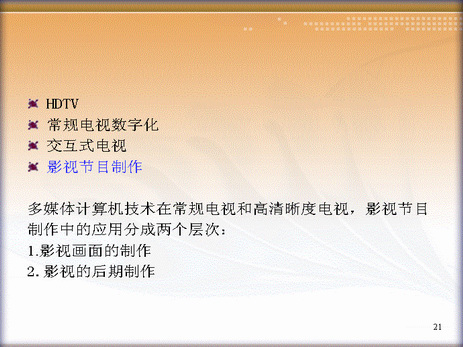 HDTV
常规电视数字化
交互式电视
影视节目制作
多媒体计算机技术在常规电视和高清晰度电视，影视节目
制作中的应用分成两个层次：
1.影视画面的制作
2.影视的后期制作
21